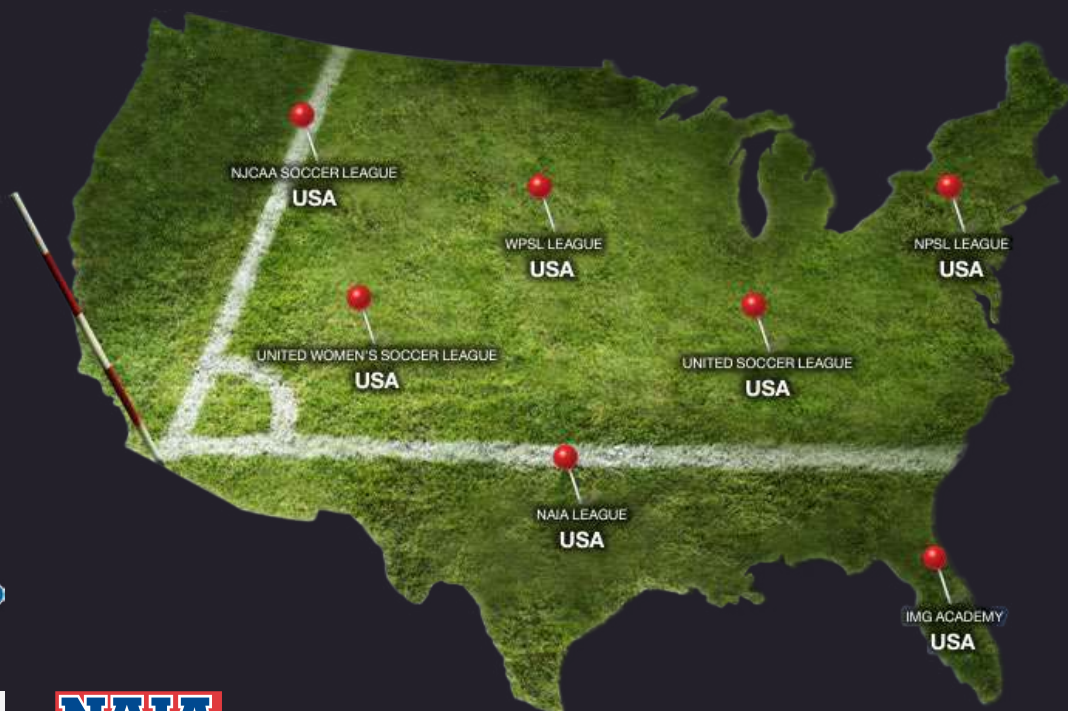 NJCAA SOCCER LEAGUE
USA
WPSL LEAGUE
USA
NPSL LEAGUE
USA
UNITED WOMEN'S SOCCER LEAGUE
USA
UNITED SOCCER LEAGUE
USA
NAIA LEAGUE
USA
IMG ACADEMY
USA
NAIA